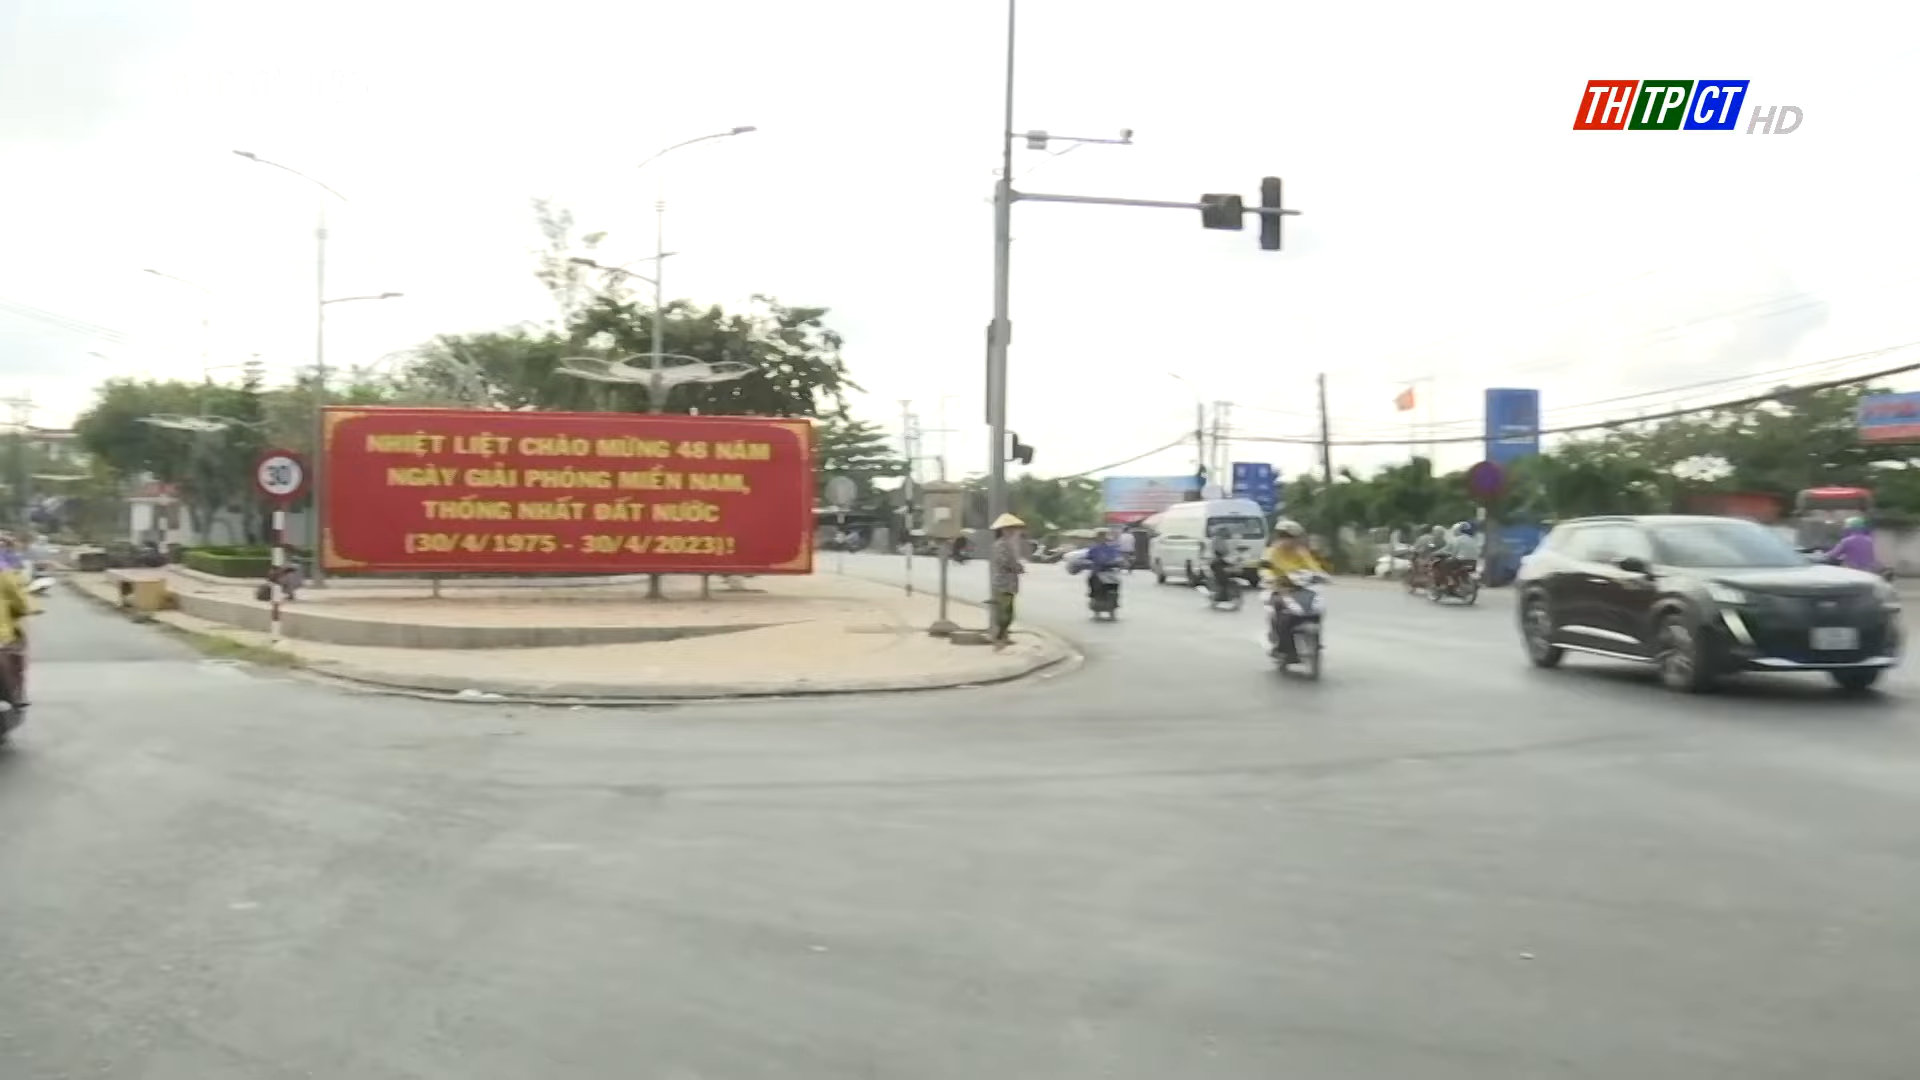 THTPCT HD
NHIỆT LIỆT CHÀO MỪNG 48 NĂM
NGÀY GIẢI PHÓNG MIỀN NAM,
THỐNG NHẤT ĐẤT NƯỚC
(30/4/1975 - 30/4/2023)!
30